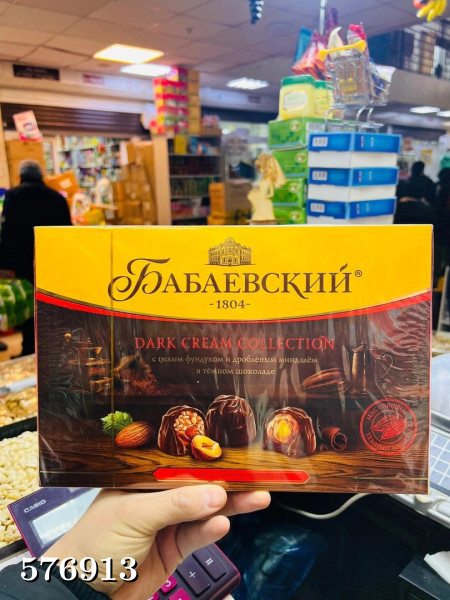 БАБАЕВСКИЙ®
-1804-
DARK CREAM COLLECTION
с целым фундуком и дроблёным миндалём
в тёмном шоколаде
CASIO
576913